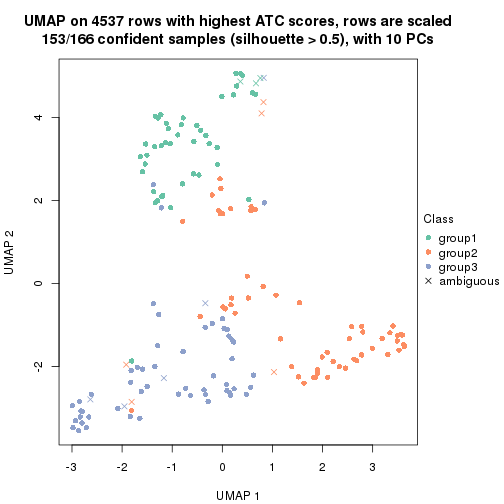 UMAP on 4537 rows with highest ATC scores, rows are scaled
153/166 confident samples (silhouette > 0.5), with 10 PCs
4
2
0
-2
UMAP 2
-3
-2
-1
0
1
2
3
UMAP 1
Class
group1
group2
group3
ambiguous